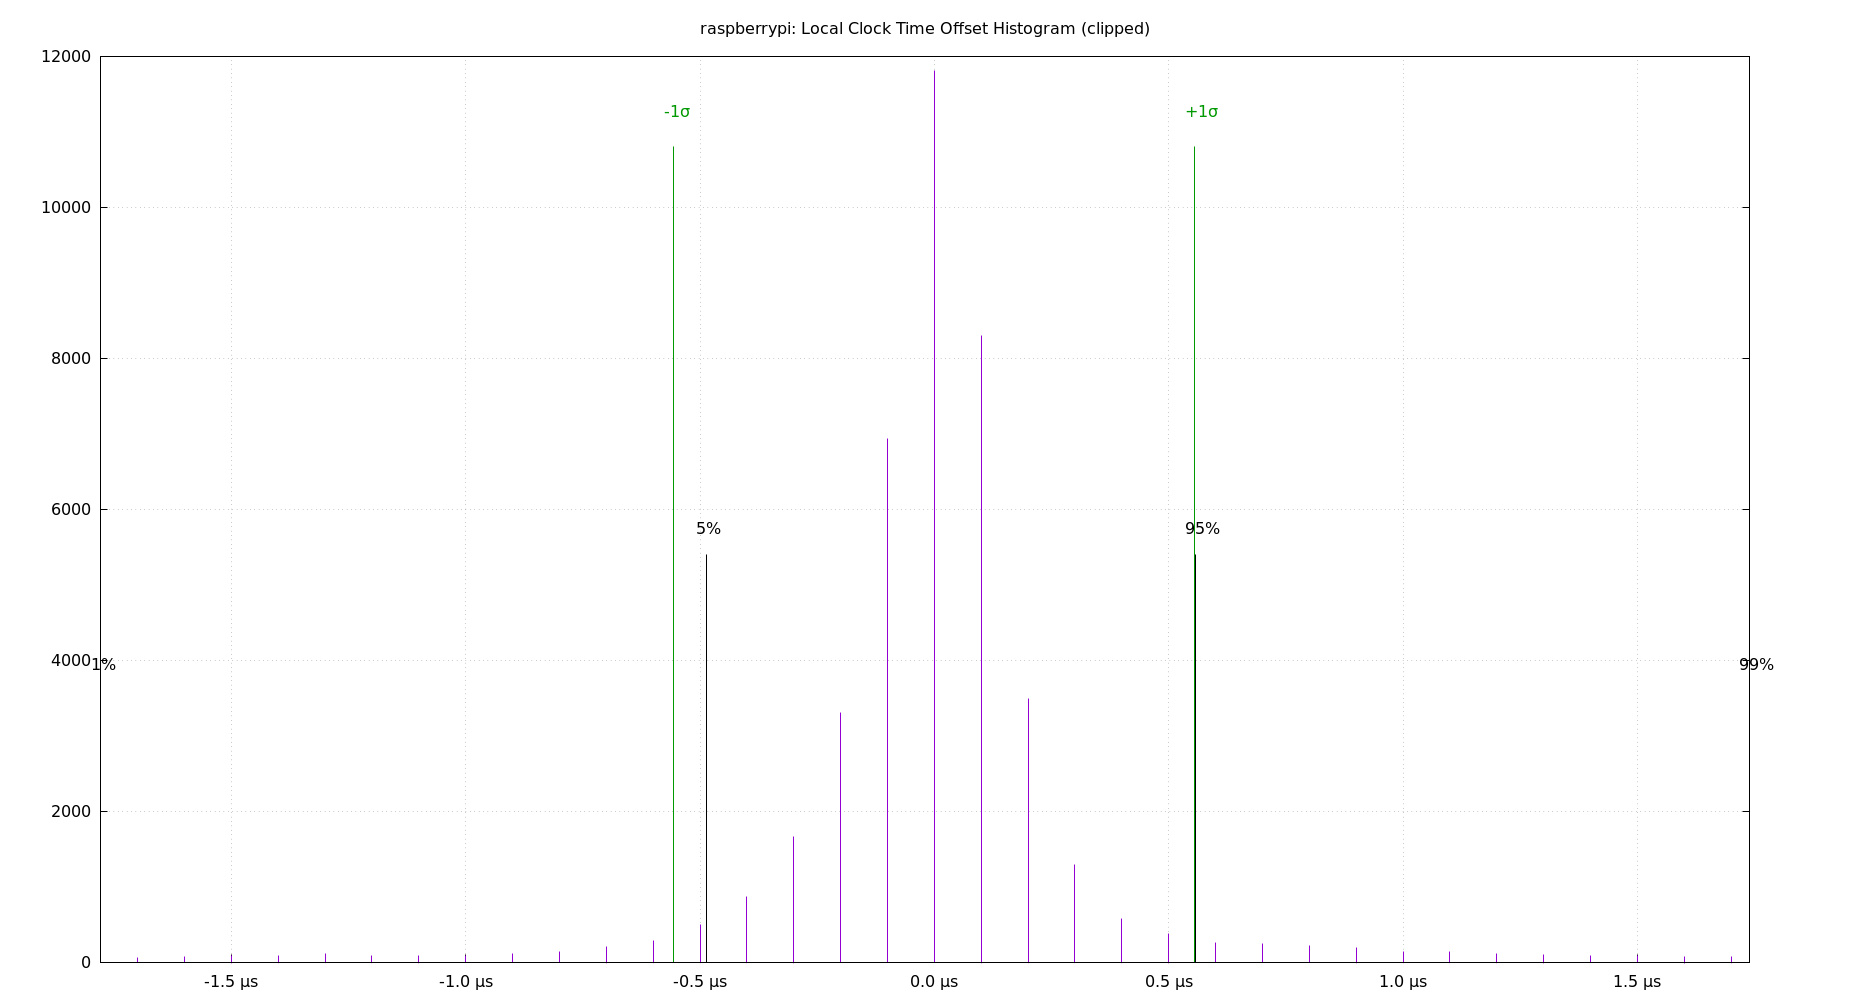 raspberrypi: Local Clock Time Offset Histogram (clipped)
12000
-1σ
+1σ
10000
8000
6000
5%
95%
4000
1%
99%
2000
0
-1.5 µs
-1.0 µs
-0.5 µs
0.0 µs
0.5 µs
1.0 µs
1.5 µs